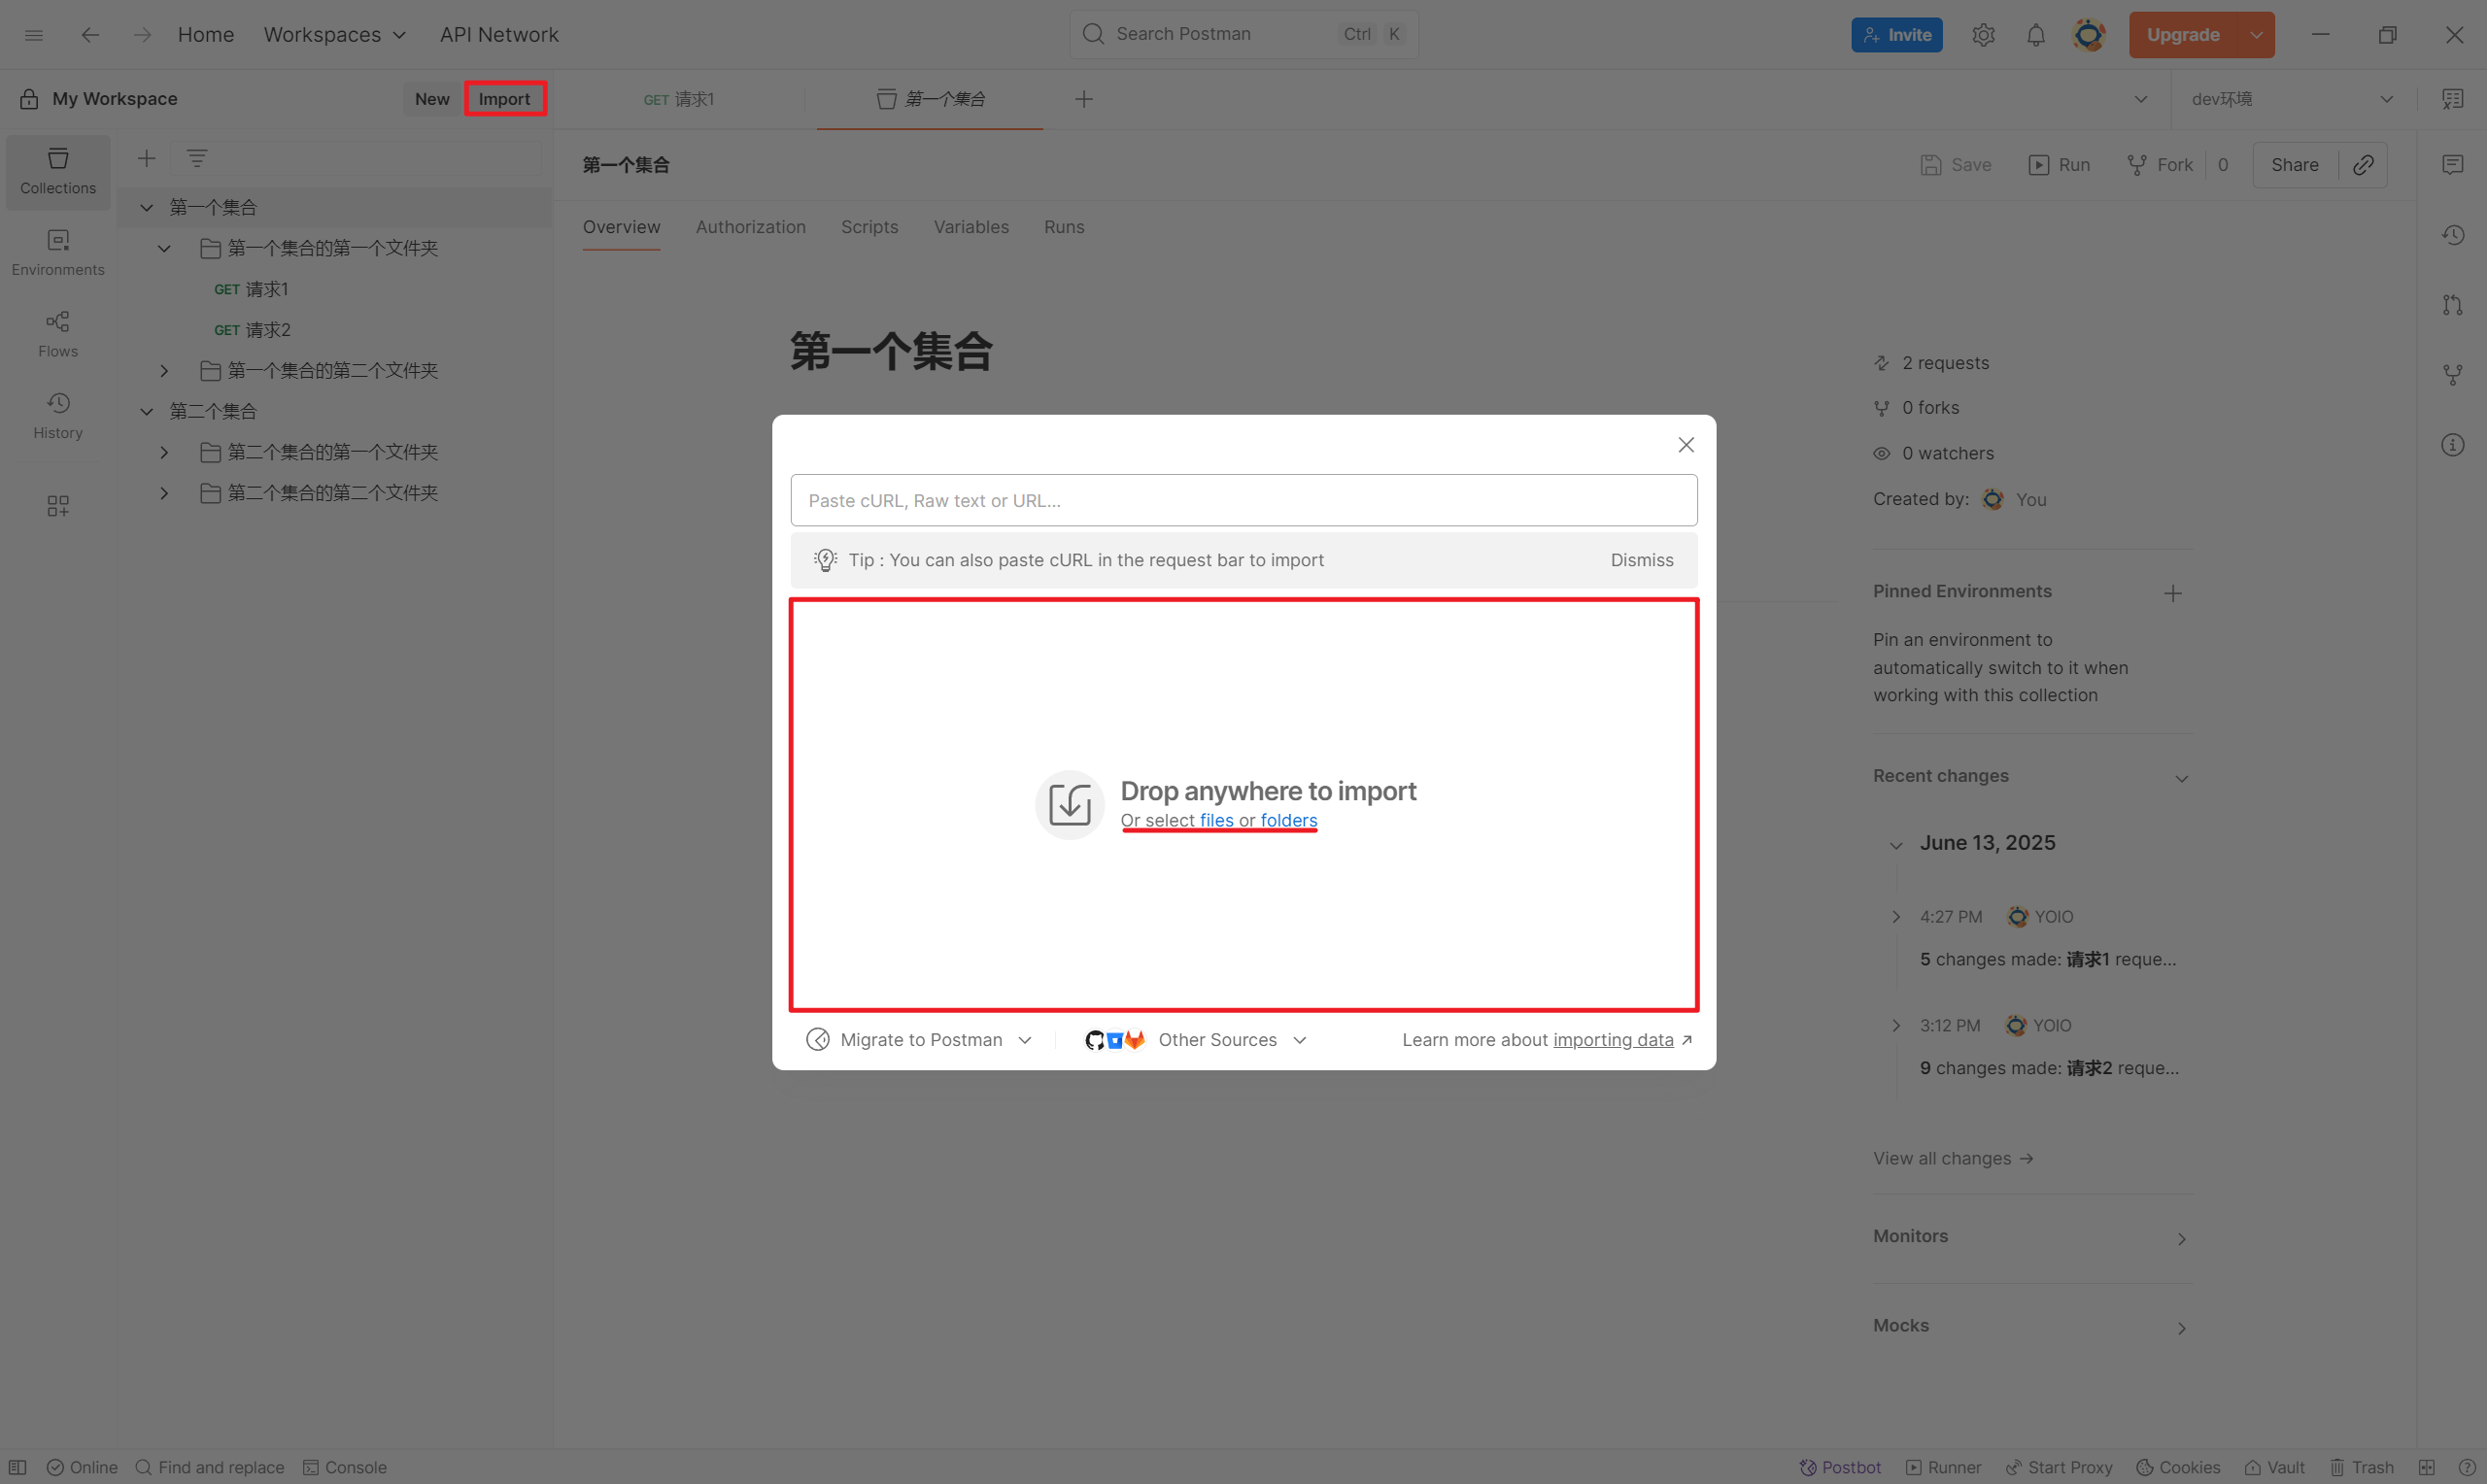 Home Workspaces API Network Search Postman Ctrl K Invite Upgrade
My Workspace New Import GET 请求1 第一个集合 dev环境
Collections
Environments
Flows
History
第一个集合
第一个集合的第一个文件夹
GET 请求1
GET 请求2
第一个集合的第二个文件夹
第二个集合
第二个集合的第一个文件夹
第二个集合的第二个文件夹
第一个集合 Save Run Fork 0 Share
Overview Authorization Scripts Variables Runs
第一个集合
Paste cURL, Raw text or URL...
Tip : You can also paste cURL in the request bar to import Dismiss
Drop anywhere to import
Or select files or folders
Migrate to Postman Other Sources Learn more about importing data
2 requests
0 forks
0 watchers
Created by: You
Pinned Environments
Pin an environment to
automatically switch to it when
working with this collection
Recent changes
June 13, 2025
4:27 PM YOIO
5 changes made: 请求1 reque...
3:12 PM YOIO
9 changes made: 请求2 reque...
View all changes
Monitors
Mocks
Online Find and replace Console Postbot Runner Start Proxy Cookies Vault Trash